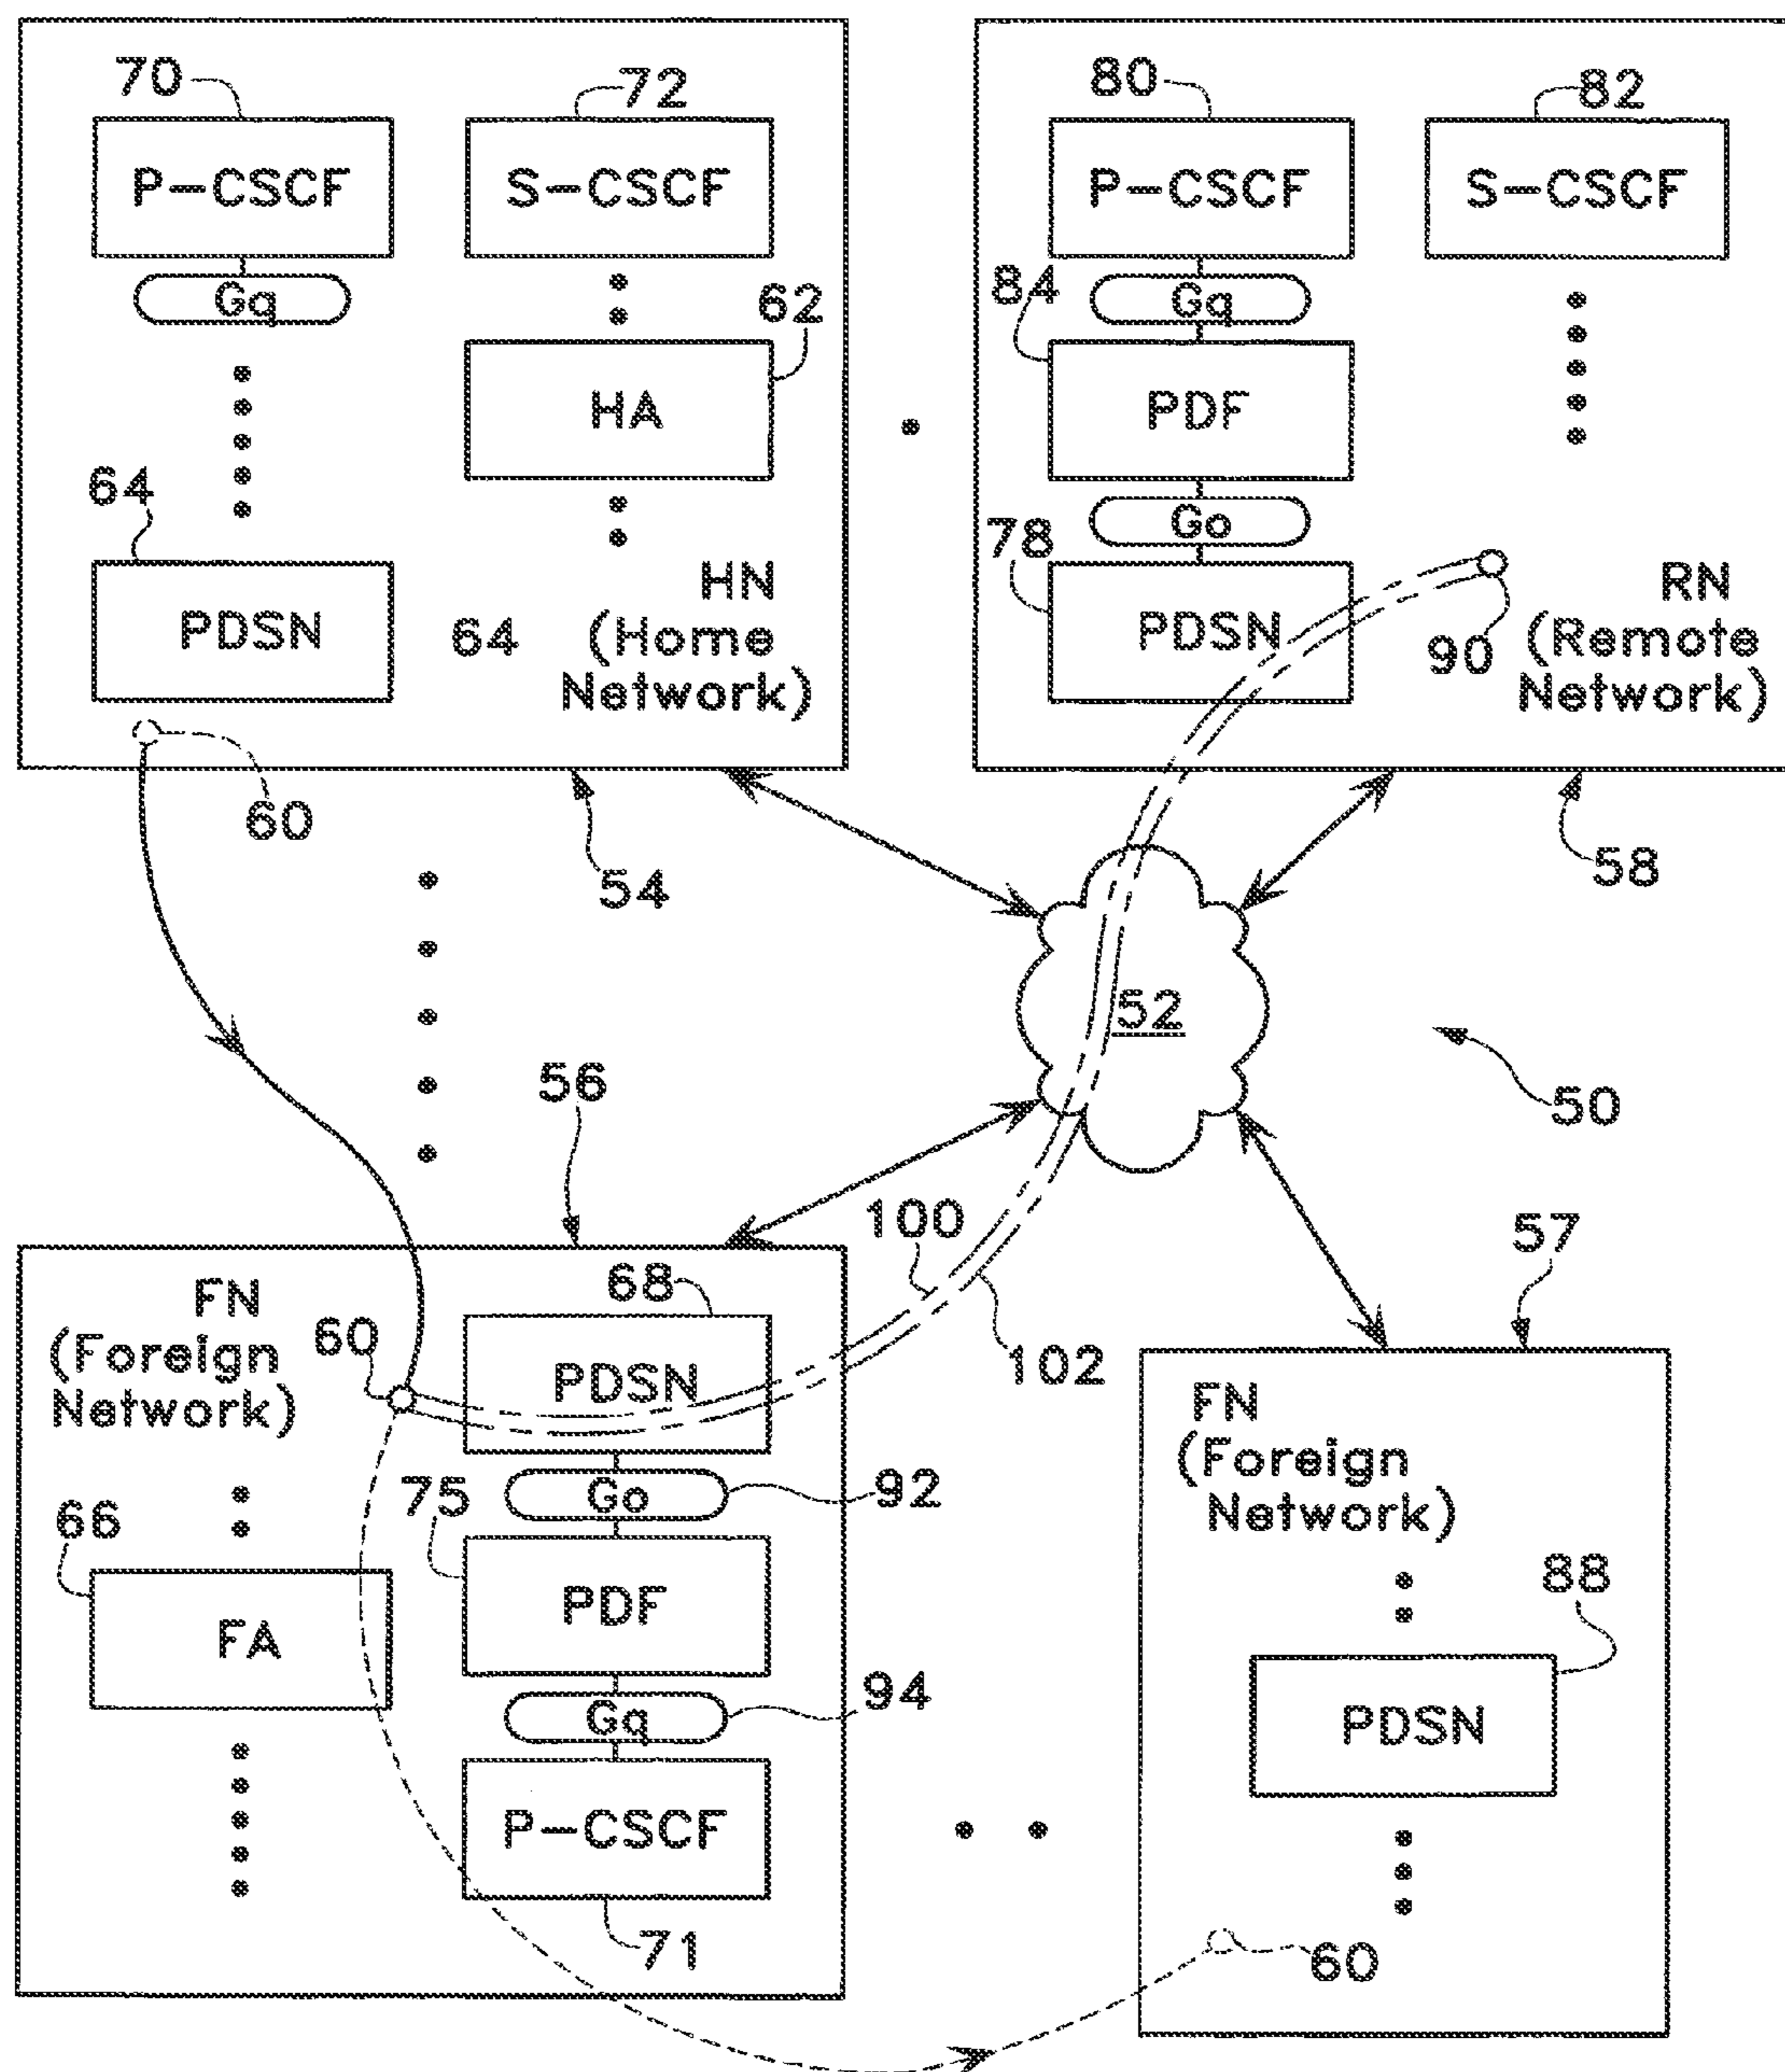 70
72
P-CSCF
S-CSCF
Gq
62
HA
64
PDSN
64
HN
(Home
Network)
60
54
80
82
P-CSCF
S-CSCF
84
Gq
PDF
Go
78
PDSN
90
RN
(Remote
Network)
58
52
50
56
100
102
57
FN
(Foreign
Network)
60
68
PDSN
75
Go
92
66
FA
PDF
Gq
94
P-CSCF
71
FN
(Foreign
Network)
88
PDSN
60